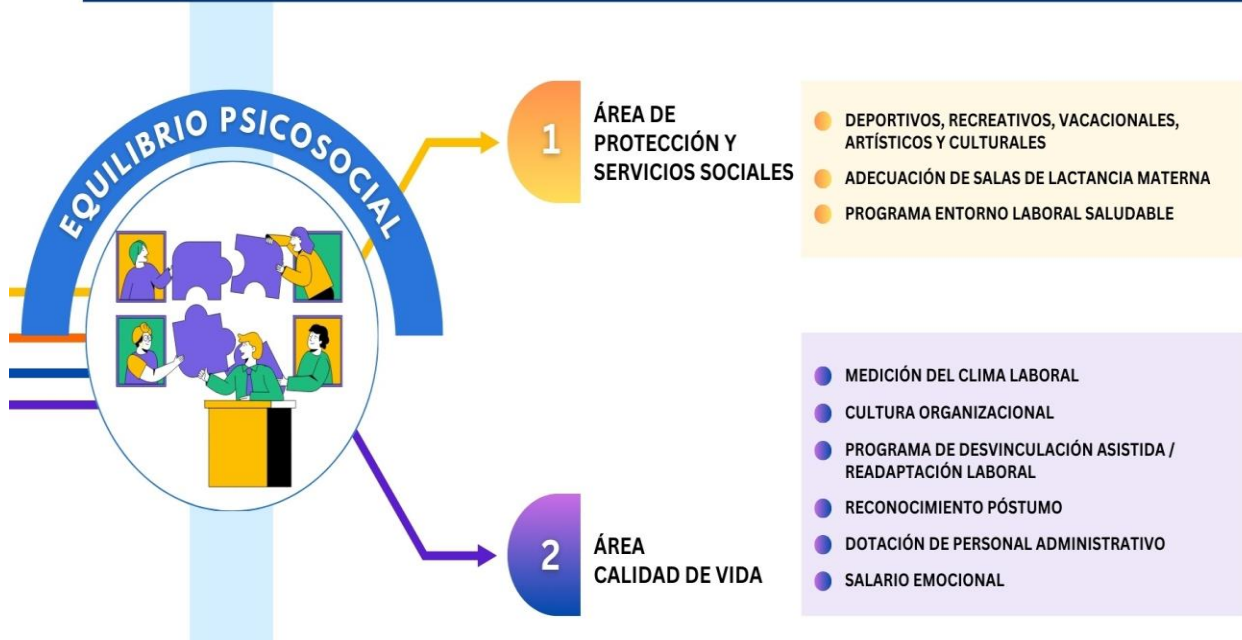 EQUILIBRIO PSICOSOCIAL
1
ÁREA DE
PROTECCIÓN Y
SERVICIOS SOCIALES
DEPORTIVOS, RECREATIVOS, VACACIONALES,
ARTÍSTICOS Y CULTURALES
ADECUACIÓN DE SALAS DE LACTANCIA MATERNA
PROGRAMA ENTORNO LABORAL SALUDABLE
2
ÁREA
CALIDAD DE VIDA
MEDICIÓN DEL CLIMA LABORAL
CULTURA ORGANIZACIONAL
PROGRAMA DE DESVINCULACIÓN ASISTIDA /
READAPTACIÓN LABORAL
RECONOCIMIENTO PÓSTUMO
DOTACIÓN DE PERSONAL ADMINISTRATIVO
SALARIO EMOCIONAL